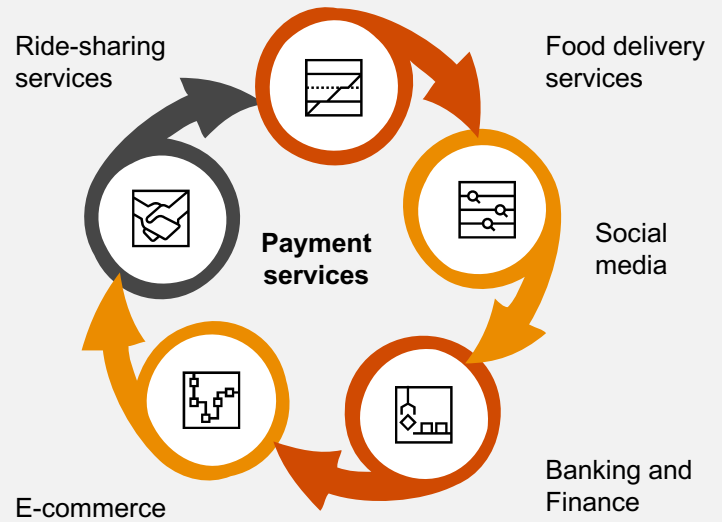 Ride-sharing
services
Food delivery
services
Payment
services
Social
media
Banking and
Finance
E-commerce